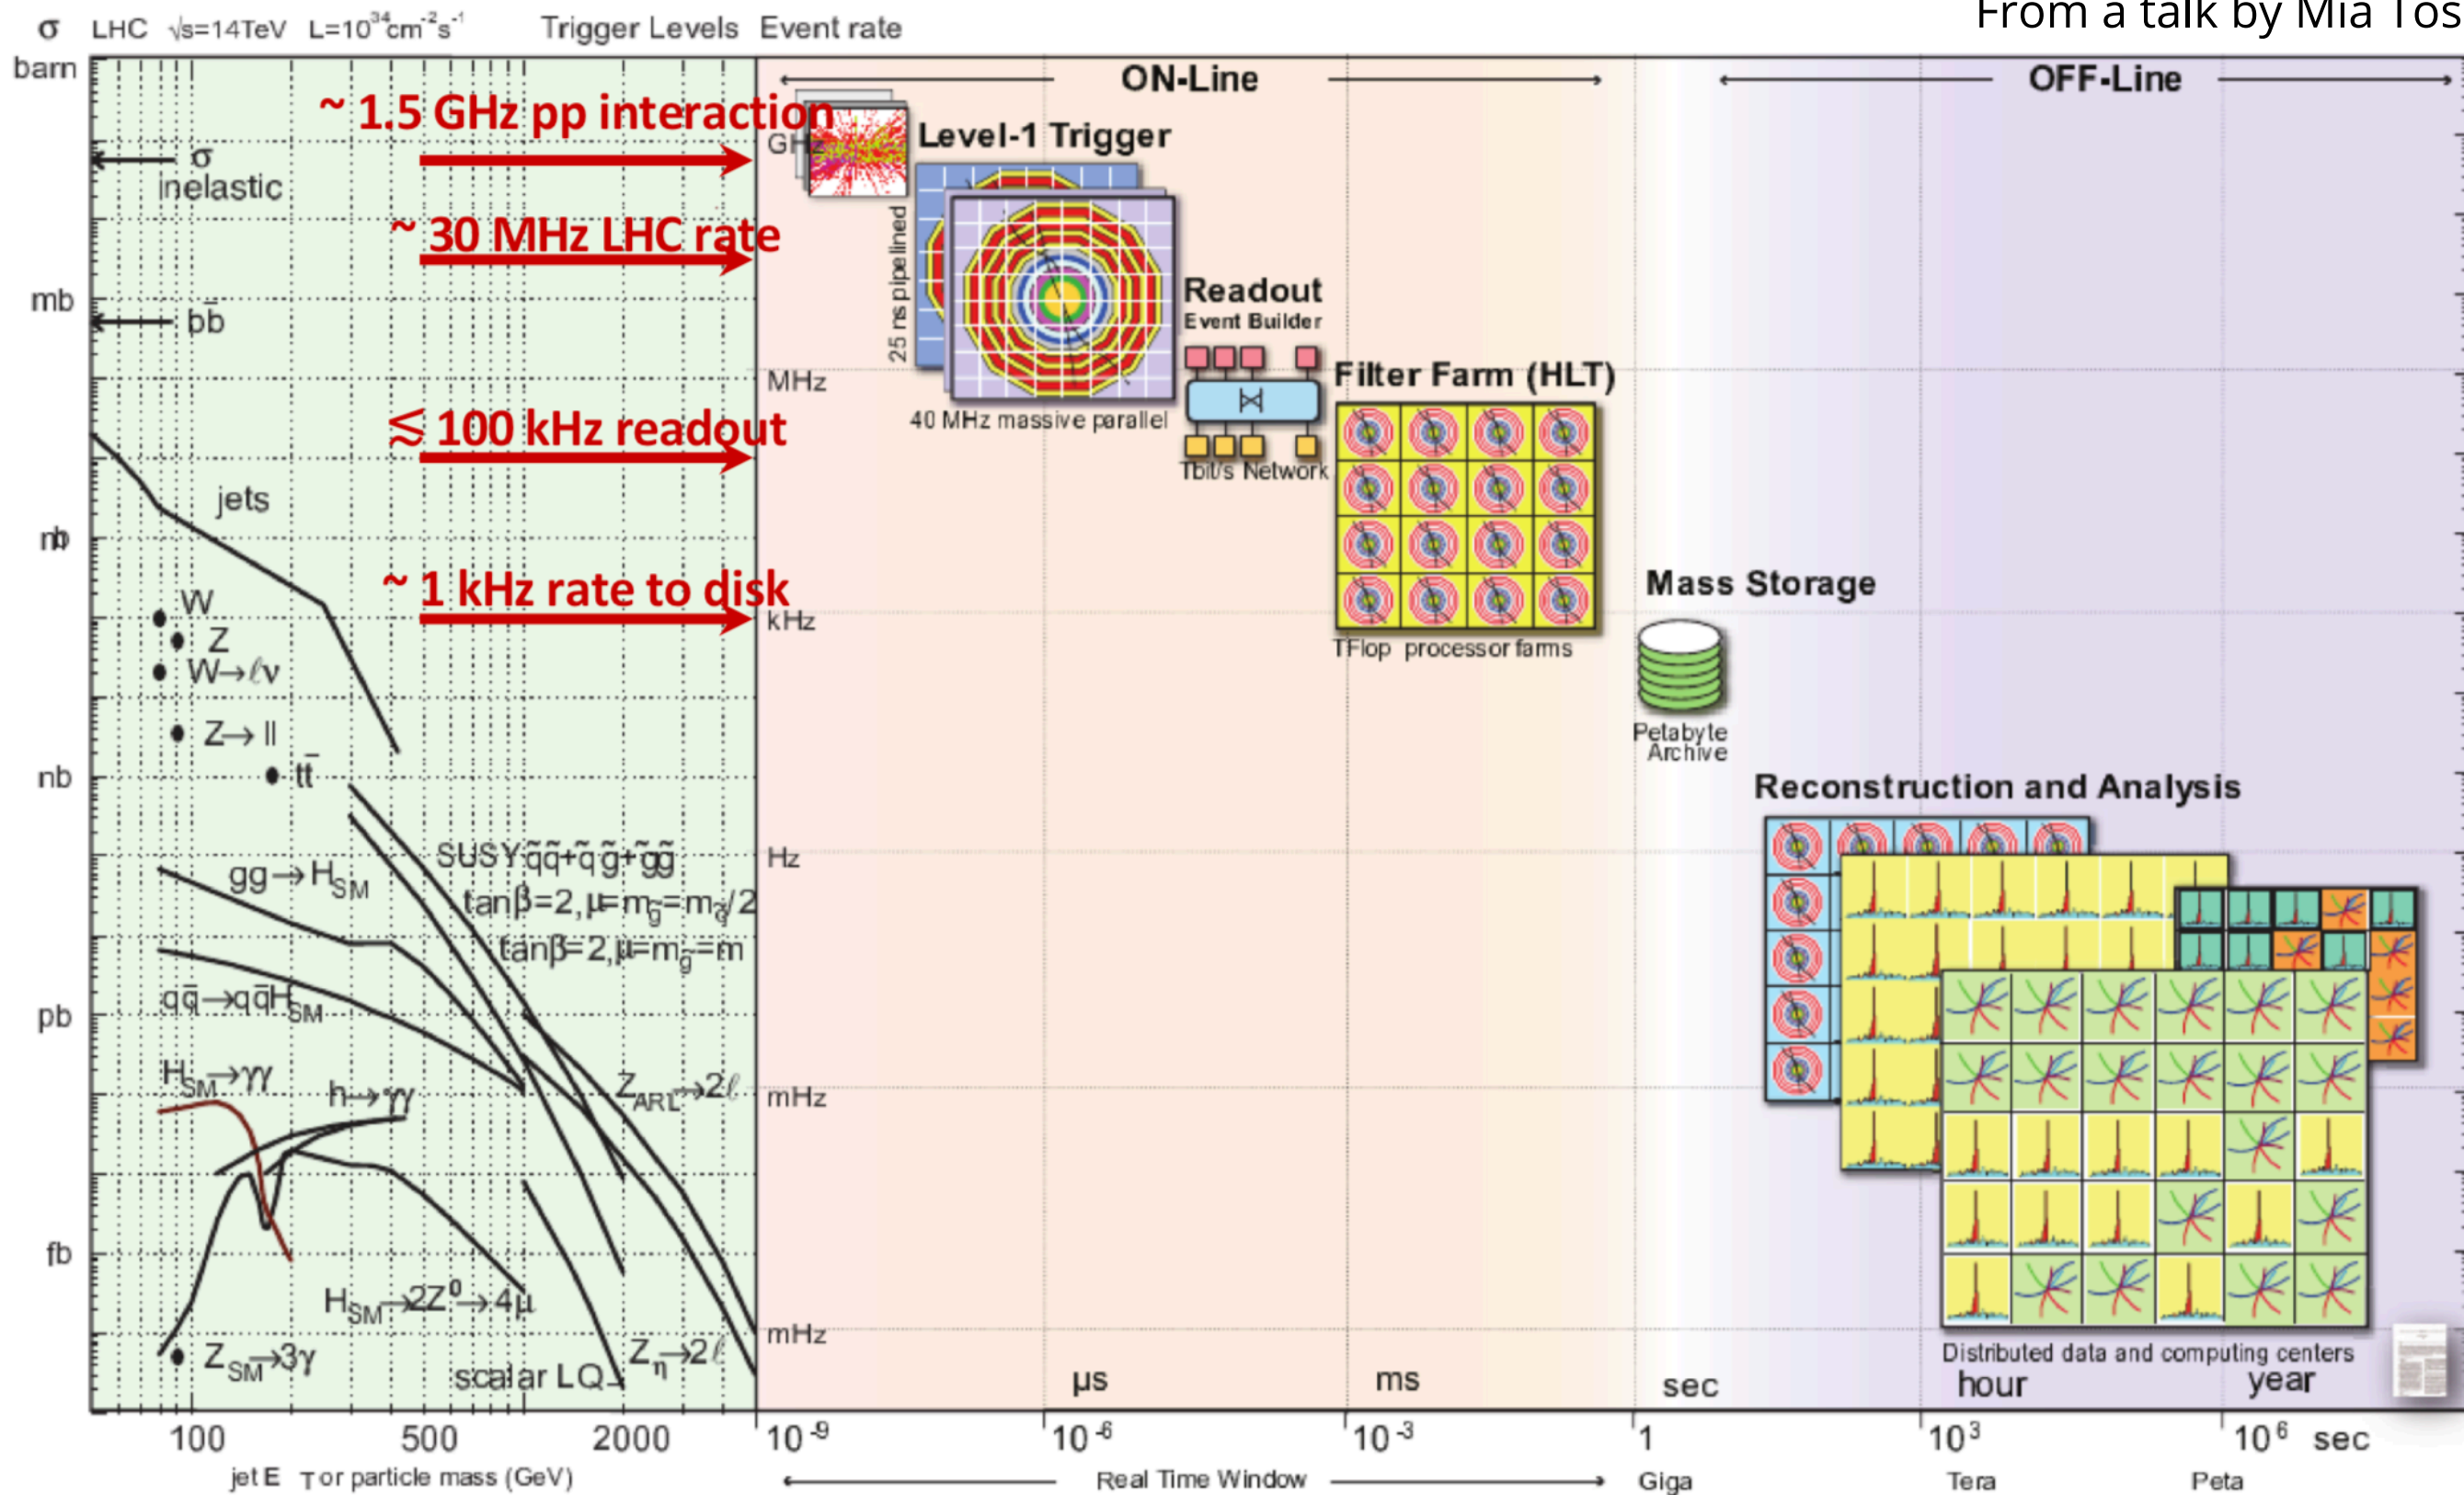 From a talk by Mia Tos
σ LHC √s=14TeV L=10³⁴cm⁻²s⁻¹ Trigger Levels Event rate
barn
ON-Line
OFF-Line
~ 1.5 GHz pp interaction
GHz
Level-1 Trigger
σ
inelastic
~ 30 MHz LHC rate
25 ns pipelined
mb
bb̄
Readout
Event Builder
MHz
Filter Farm (HLT)
≲ 100 kHz readout
40 MHz massive parallel
Tbit/s Network
jets
~ 1 kHz rate to disk
Mass Storage
kHz
W
Z
W→ℓν
TFlop processor farms
Z→ ll
Petabyte
Archive
nb
tt̄
Reconstruction and Analysis
SUSY q̃q̃+q̃g̃+g̃g̃
Hz
gg→H_SM
tanβ=2, μ=m_g̃=m_q̃/2
tanβ=2,μ=m_g̃=m
qq̄→qq̄H_SM
pb
H_SM→γγ
h→γγ
Z_ARL→2ℓ
mHz
fb
H_SM→2Z⁰→4μ
mHz
Z_SM→3γ
scalar LQ
Z_η→2ℓ
Distributed data and computing centers
μs
ms
sec
hour
year
100
500
2000
10⁻⁹
10⁻⁶
10⁻³
1
10³
10⁶ sec
jet E T or particle mass (GeV)
Real Time Window
Giga
Tera
Peta